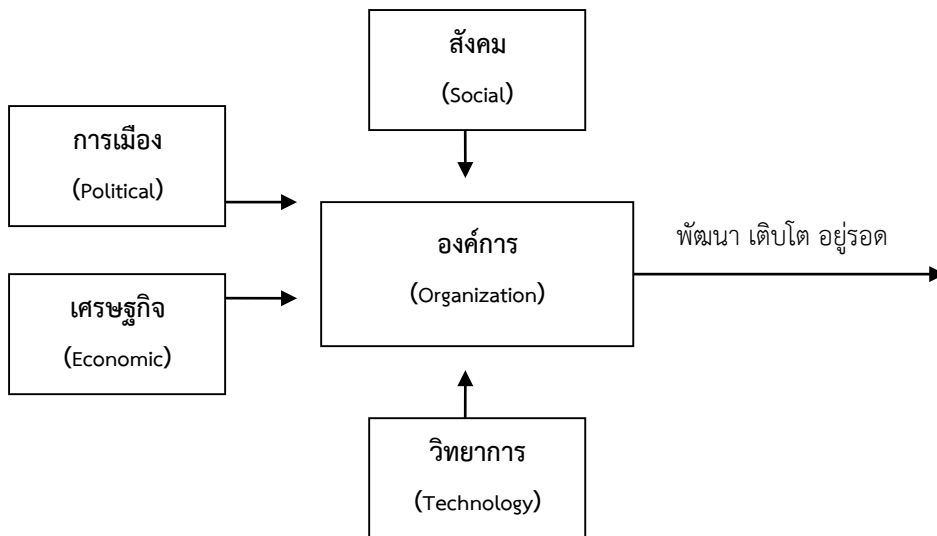 สังคม
(Social)
การเมือง
(Political)
องค์การ
(Organization)
พัฒนา เติบโต อยู่รอด
เศรษฐกิจ
(Economic)
วิทยาการ
(Technology)